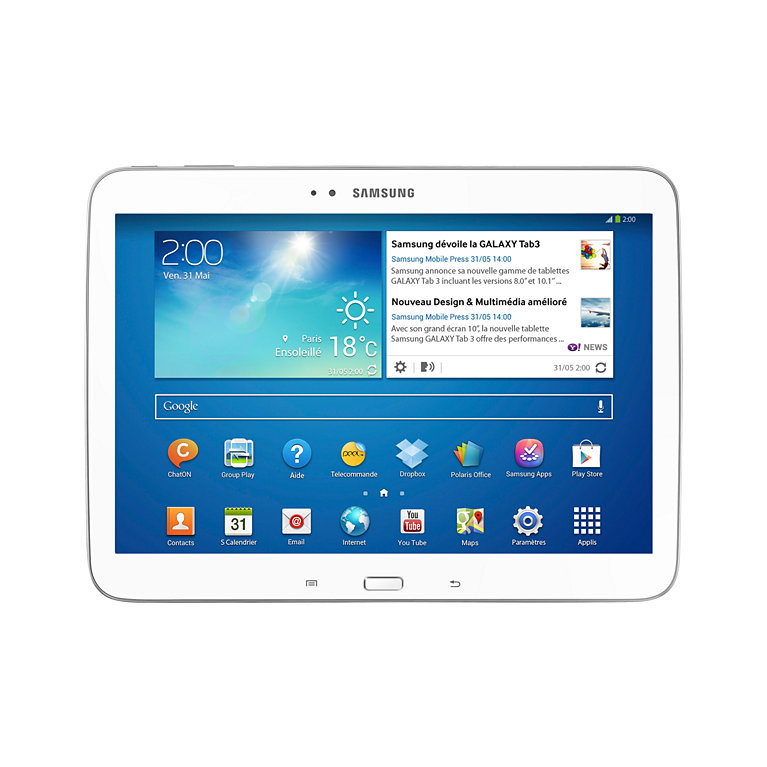 SAMSUNG
2:00
2:00
Ven. 31 Mai
Paris
Ensoleillé
18°C
31/05 2:00
Samsung dévoile la GALAXY Tab3
Samsung Mobile Press 31/05 14:00
Samsung annonce sa nouvelle gamme de tablettes
GALAXY Tab 3 incluant les versions 8.0" et 10.1" ...
Nouveau Design & Multimédia amélioré
Samsung Mobile Press 31/05 14:00
Avec son grand écran 10", la nouvelle tablette
Samsung GALAXY Tab 3 offre des performances ...
Y! NEWS
31/05 2:00
Google
C
?
ChatON
Group Play
Aide
Telecommande
Dropbox
Polaris Office
Samsung Apps
Play Store
31
@
You
Tube
Contacts
S Calendrier
Email
Internet
You Tube
Maps
Paramètres
Applis